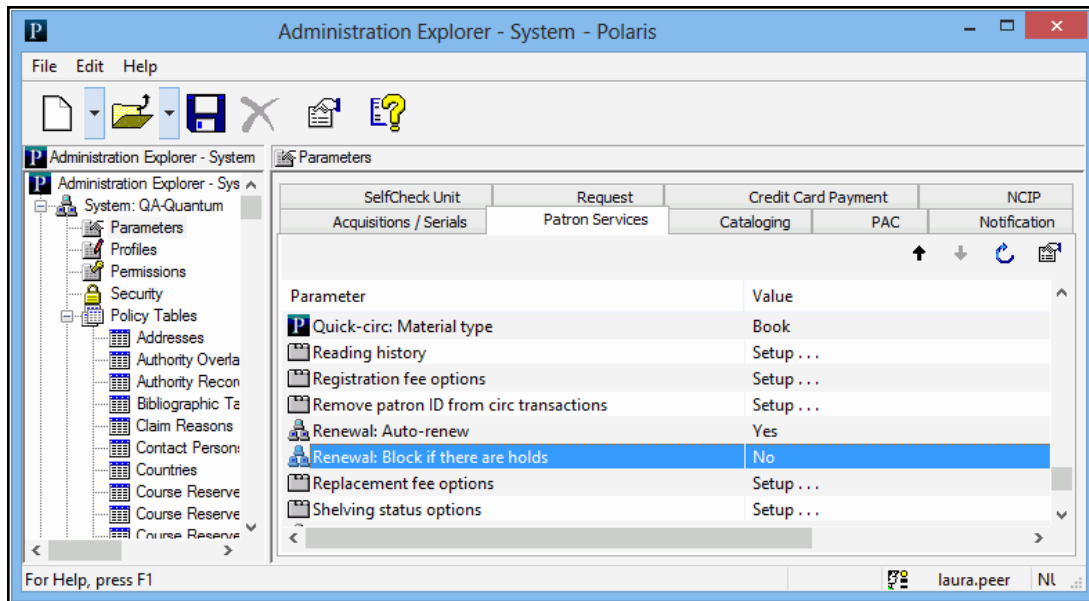 P
Administration Explorer - System - Polaris
File Edit Help
P Administration Explorer - System
Parameters
P Administration Explorer - Sys
System: QA-Quantum
Parameters
Profiles
Permissions
Security
Policy Tables
Addresses
Authority Overla
Authority Recor
Bibliographic Ta
Claim Reasons
Contact Person
Countries
Course Reserve
Course Reserve
Course Reserve
SelfCheck Unit Request Credit Card Payment NCIP
Acquisitions / Serials Patron Services Cataloging PAC Notification
Parameter Value
P Quick-circ: Material type Book
Reading history Setup . . .
Registration fee options Setup . . .
Remove patron ID from circ transactions Setup . . .
Renewal: Auto-renew Yes
Renewal: Block if there are holds No
Replacement fee options Setup . . .
Shelving status options Setup . . .
For Help, press F1 laura.peer NU